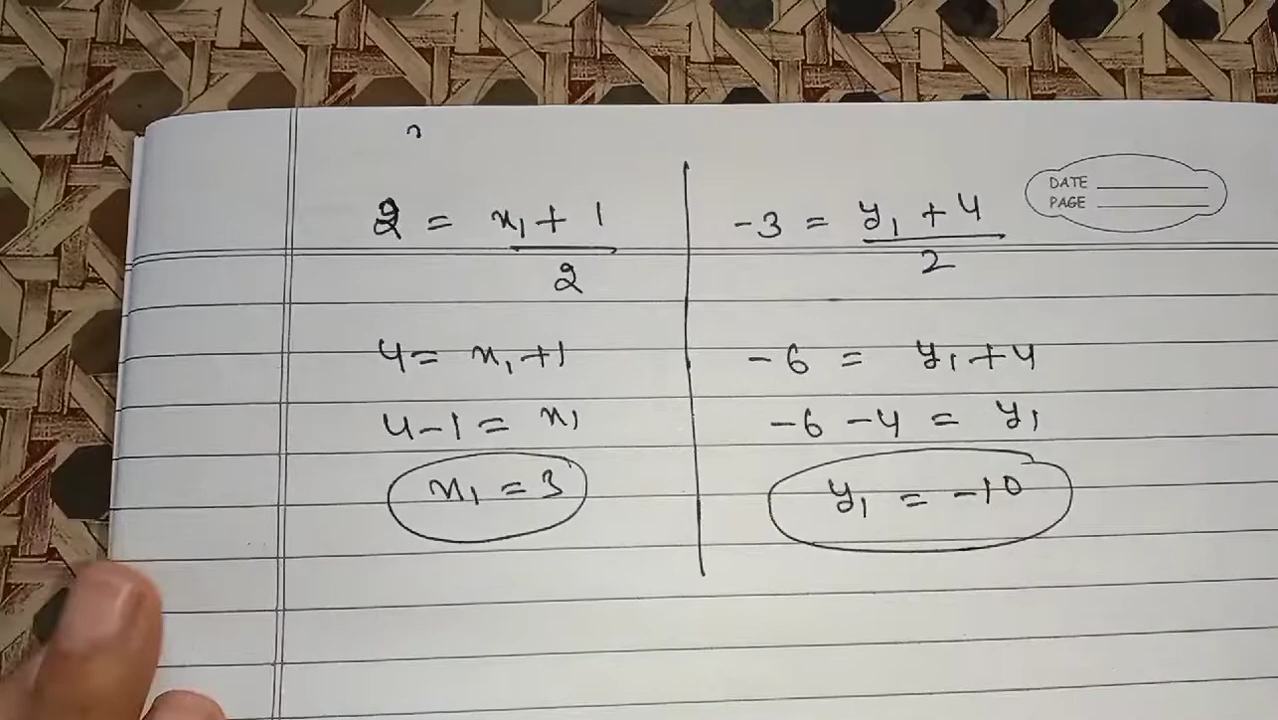 DATE
PAGE
2 = x₁ + 1 / 2
4 = x₁ + 1
4 - 1 = x₁
x₁ = 3
-3 = y₁ + 4 / 2
-6 = y₁ + 4
-6 - 4 = y₁
y₁ = -10